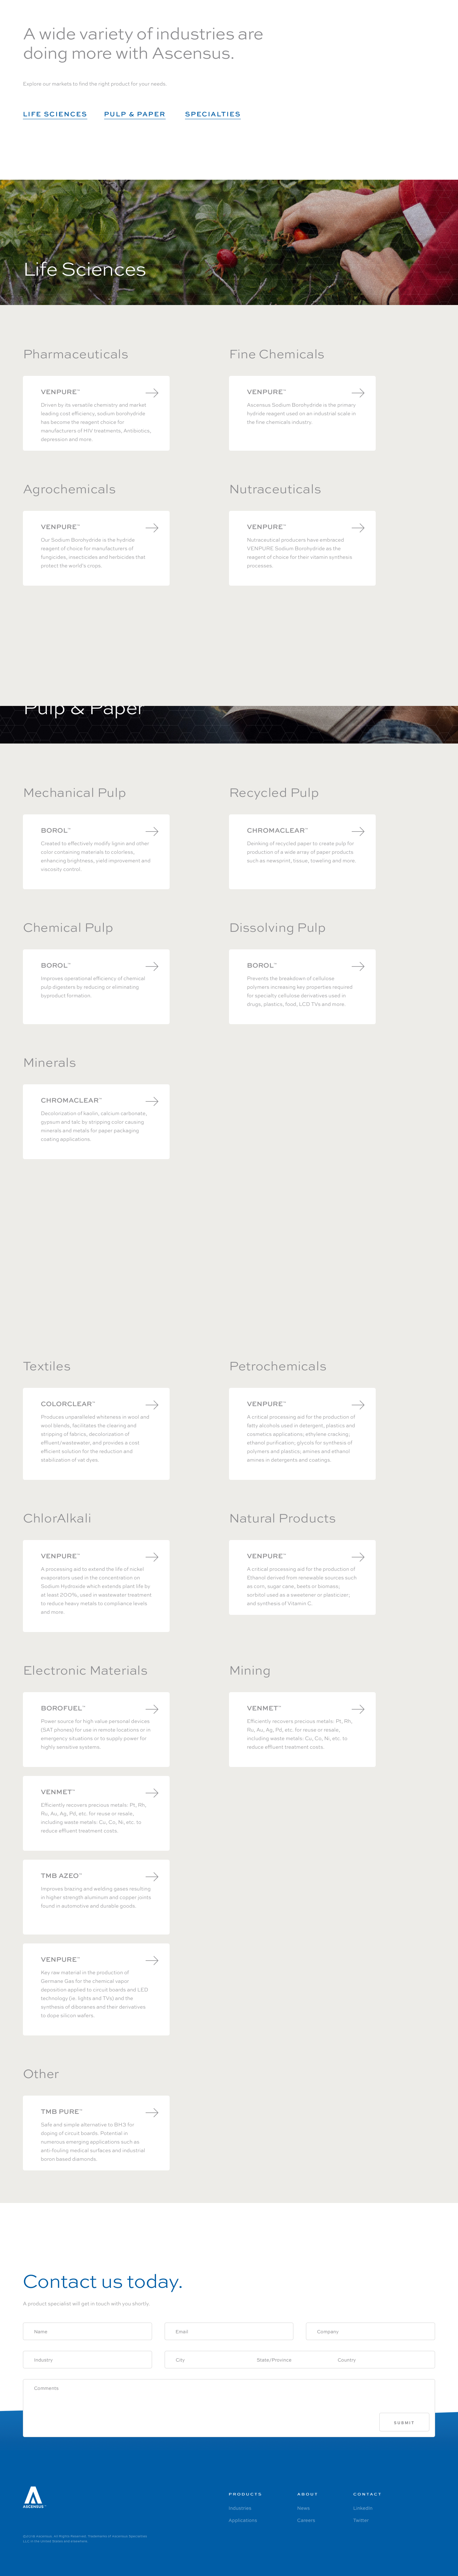 A wide variety of industries are
doing more with Ascensus.
Explore our markets to find the right product for your needs.
LIFE SCIENCES PULP & PAPER SPECIALTIES
Life Sciences
Pharmaceuticals
VENPURE™
Driven by its versatile chemistry and market
leading cost efficiency, sodium borohydride
has become the reagent choice for
manufacturers of HIV treatments, Antibiotics,
depression and more.
Fine Chemicals
VENPURE™
Ascensus Sodium Borohydride is the primary
hydride reagent used on an industrial scale in
the fine chemicals industry.
Agrochemicals
VENPURE™
Our Sodium Borohydride is the hydride
reagent of choice for manufacturers of
fungicides, insecticides and herbicides that
protect the world's crops.
Nutraceuticals
VENPURE™
Nutraceutical producers have embraced
VENPURE Sodium Borohydride as the
reagent of choice for their vitamin synthesis
processes.
Pulp & Paper
Mechanical Pulp
BOROL™
Created to effectively modify lignin and other
color containing materials to colorless,
enhancing brightness, yield improvement and
viscosity control.
Recycled Pulp
CHROMACLEAR™
Deinking of recycled paper to create pulp for
production of a wide array of paper products
such as newsprint, tissue, toweling and more.
Chemical Pulp
BOROL™
Improves operational efficiency of chemical
pulp digesters by reducing or eliminating
byproduct formation.
Dissolving Pulp
BOROL™
Prevents the breakdown of cellulose
polymers increasing key properties required
for specialty cellulose derivatives used in
drugs, plastics, food, LCD TVs and more.
Minerals
CHROMACLEAR™
Decolorization of kaolin, calcium carbonate,
gypsum and talc by stripping color causing
minerals and metals for paper packaging
coating applications.
Textiles
COLORCLEAR™
Produces unparalleled whiteness in wool and
wool blends, facilitates the clearing and
stripping of fabrics, decolorization of
effluent/wastewater, and provides a cost
efficient solution for the reduction and
stabilization of vat dyes.
Petrochemicals
VENPURE™
A critical processing aid for the production of
fatty alcohols used in detergent, plastics and
cosmetics applications; ethylene cracking;
ethanol purification; glycols for synthesis of
polymers and plastics; amines and ethanol
amines in detergents and coatings.
ChlorAlkali
VENPURE™
A processing aid to extend the life of nickel
evaporators used in the concentration on
Sodium Hydroxide which extends plant life by
at least 200%; used in wastewater treatment
to reduce heavy metals to compliance levels
and more.
Natural Products
VENPURE™
A critical processing aid for the production of
Ethanol derived from renewable sources such
as corn, sugar cane, beets or biomass,
sorbitol used as a sweetener or plasticizer,
and synthesis of Vitamin C.
Electronic Materials
BOROFUEL™
Power source for high value personal devices
(SAT phones) for use in remote locations or in
emergency situations or to supply power for
highly sensitive systems.
Mining
VENMET™
Efficiently recovers precious metals: Pt, Rh,
Ru, Au, Ag, Pd, etc. for reuse or resale,
including waste metals: Cu, Co, Ni, etc. to
reduce effluent treatment costs.
VENMET™
Efficiently recovers precious metals: Pt, Rh,
Ru, Au, Ag, Pd, etc. for reuse or resale,
including waste metals: Cu, Co, Ni, etc. to
reduce effluent treatment costs.
TMB AZEO™
Improves brazing and welding gases resulting
in higher strength aluminum and copper joints
found in automotive and durable goods.
VENPURE™
Key raw material in the production of
Germane Gas for the chemical vapor
deposition applied to circuit boards and LED
technology (ie. lights and TVs) and the
synthesis of diboranes and their derivatives
to dope silicon wafers.
Other
TMB PURE™
Safe and simple alternative to BH3 for
doping of circuit boards. Potential in
numerous emerging applications such as
anti-fouling medical surfaces and industrial
boron based diamonds.
Contact us today.
A product specialist will get in touch with you shortly.
Name Email Company
Industry City State/Province Country
Comments
SUBMIT
ASCENSUS™
PRODUCTS ABOUT CONTACT
Industries News LinkedIn
Applications Careers Twitter